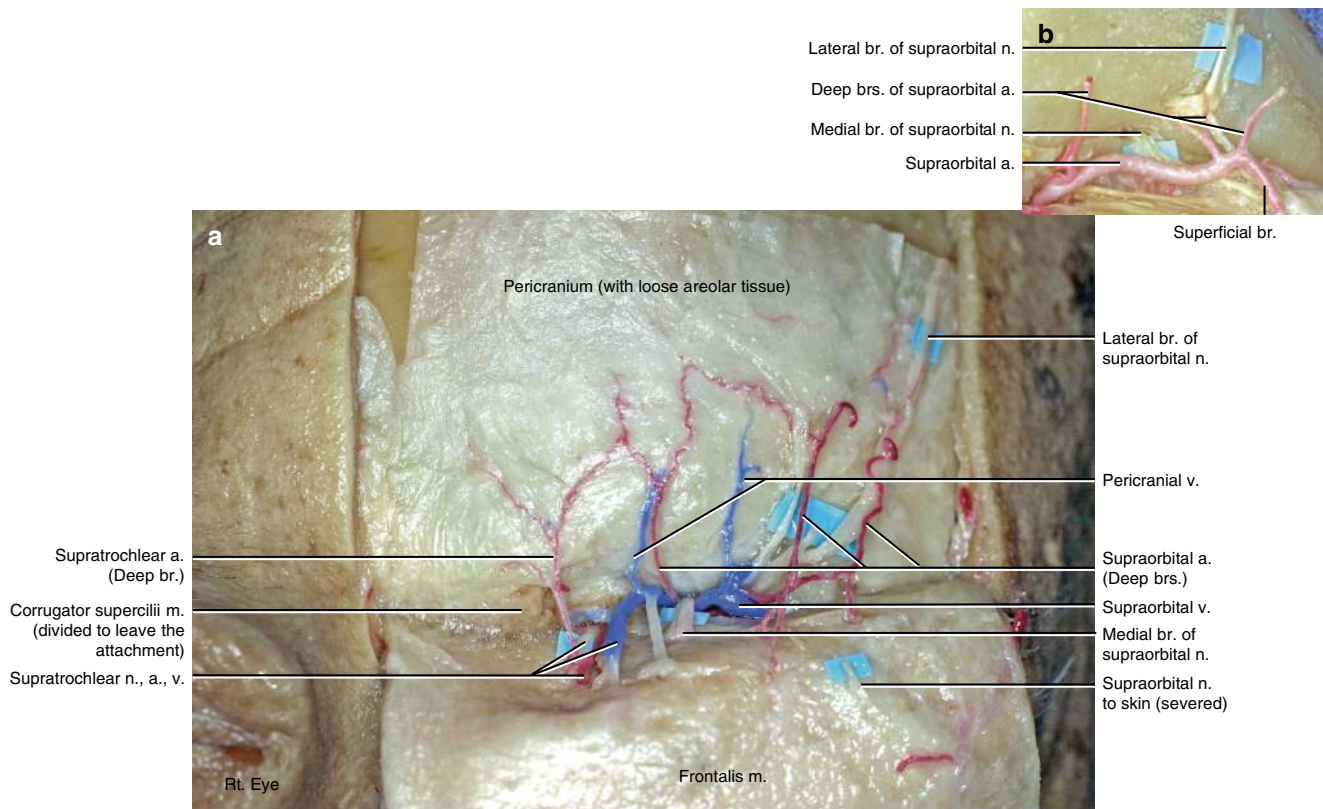 b
Lateral br. of supraorbital n.
Deep brs. of supraorbital a.
Medial br. of supraorbital n.
Supraorbital a.
Superficial br.
a
Pericranium (with loose areolar tissue)
Lateral br. of
supraorbital n.
Pericranial v.
Supratrochlear a.
(Deep br.)
Supraorbital a.
(Deep brs.)
Corrugator supercilii m.
(divided to leave the
attachment)
Supraorbital v.
Medial br. of
supraorbital n.
Supratrochlear n., a., v.
Supraorbital n.
to skin (severed)
Rt. Eye
Frontalis m.